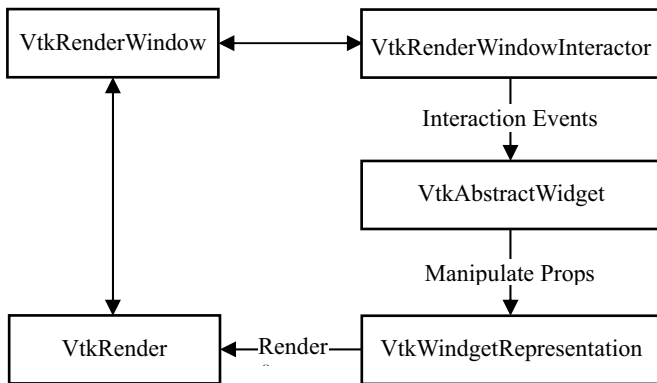 VtkRenderWindow
VtkRenderWindowInteractor
Interaction Events
VtkAbstractWidget
Manipulate Props
VtkRender
Render
VtkWindgetRepresentation